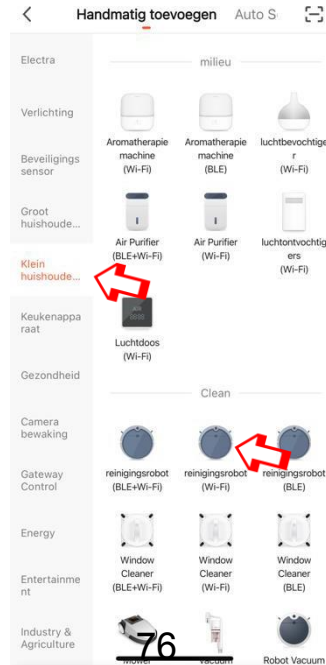 Handmatig toevoegen Auto S
Electra
Verlichting
Beveiligings
sensor
Groot
huishoude...
Klein
huishoude...
Keukenappa
raat
Gezondheid
Camera
bewaking
Gateway
Control
Energy
Entertainme
nt
Industry &
Agriculture
milieu
Aromatherapie
machine
(Wi-Fi)
Aromatherapie
machine
(BLE)
luchtbevochtige
r
(Wi-Fi)
Air Purifier
(BLE+Wi-Fi)
Air Purifier
(Wi-Fi)
luchtontvochtig
ers
(Wi-Fi)
Luchtdoos
(Wi-Fi)
Clean
reinigingsrobot
(BLE+Wi-Fi)
reinigingsrobot
(Wi-Fi)
reinigingsrobot
(BLE)
Window
Cleaner
(BLE+Wi-Fi)
Window
Cleaner
(Wi-Fi)
Window
Cleaner
(BLE)
Mower
Vacuum
Robot Vacuum
76